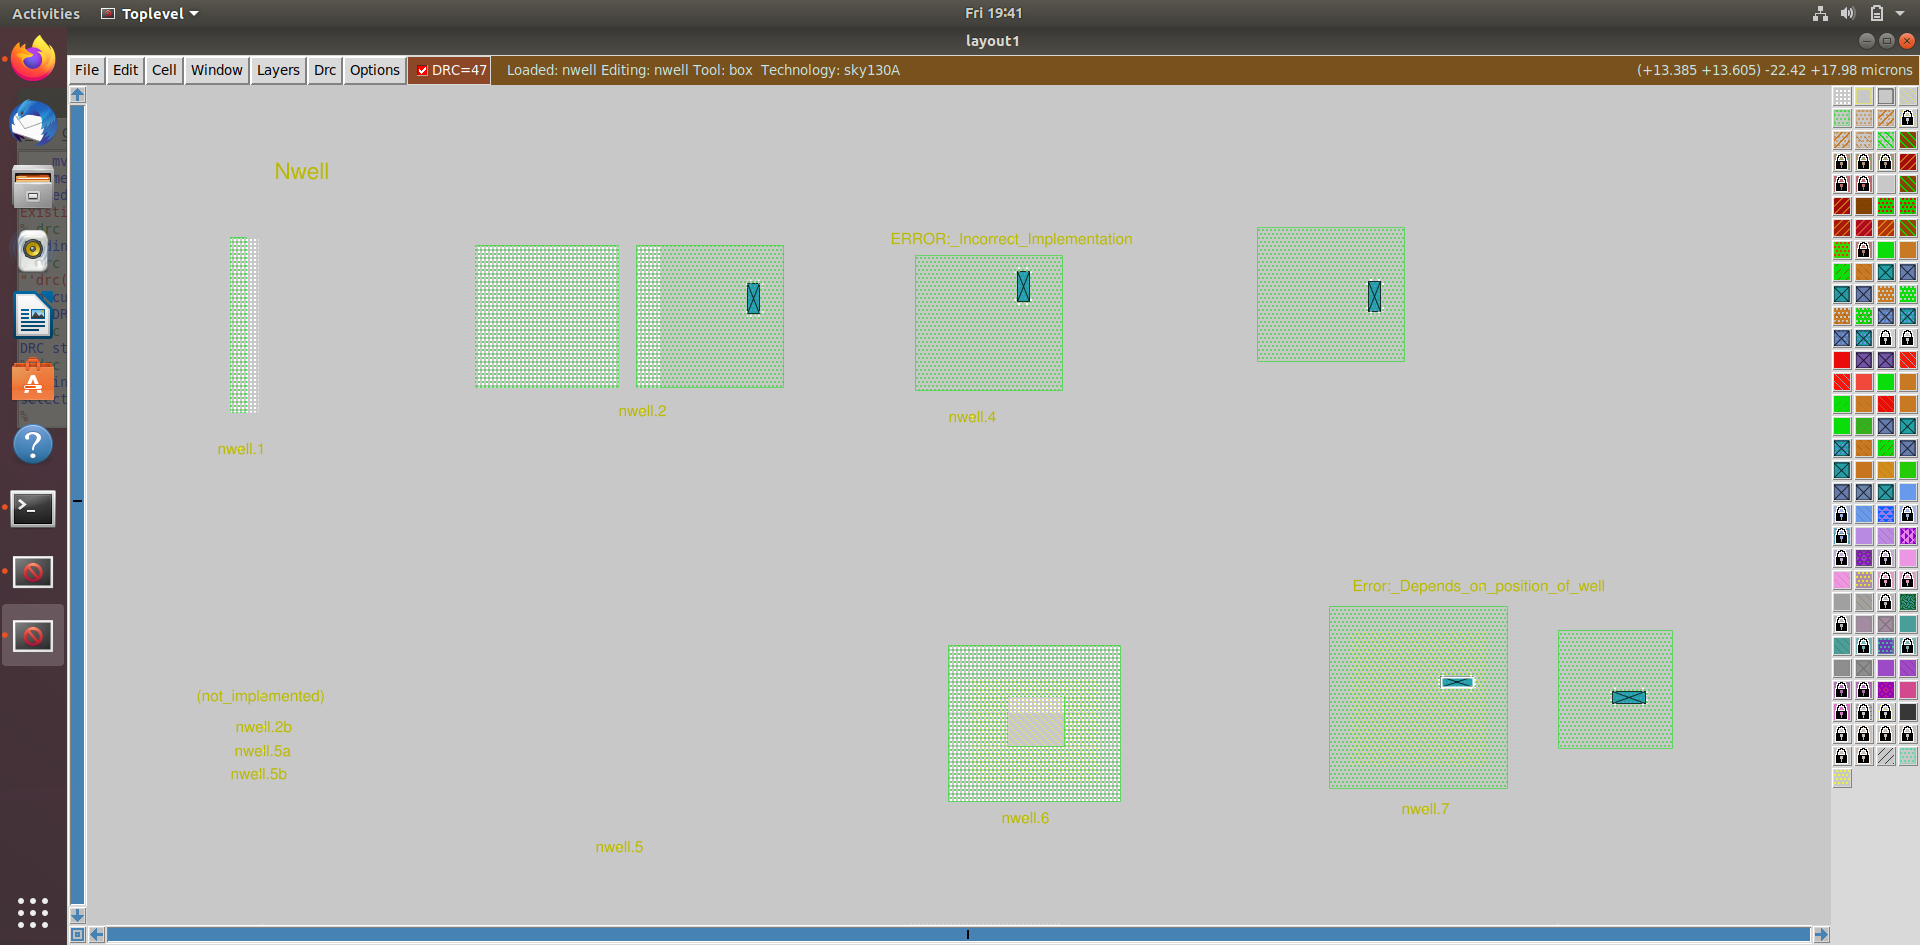 Activities
Toplevel
Fri 19:41
layout1
File Edit Cell Window Layers Drc Options
DRC=47
Loaded: nwell Editing: nwell Tool: box Technology: sky130A
(+13.385 +13.605) -22.42 +17.98 microns
Nwell
ERROR:_Incorrect_Implementation
nwell.2
nwell.4
nwell.1
Error:_Depends_on_position_of_well
(not_implamented)
nwell.2b
nwell.5a
nwell.5b
nwell.6
nwell.7
nwell.5